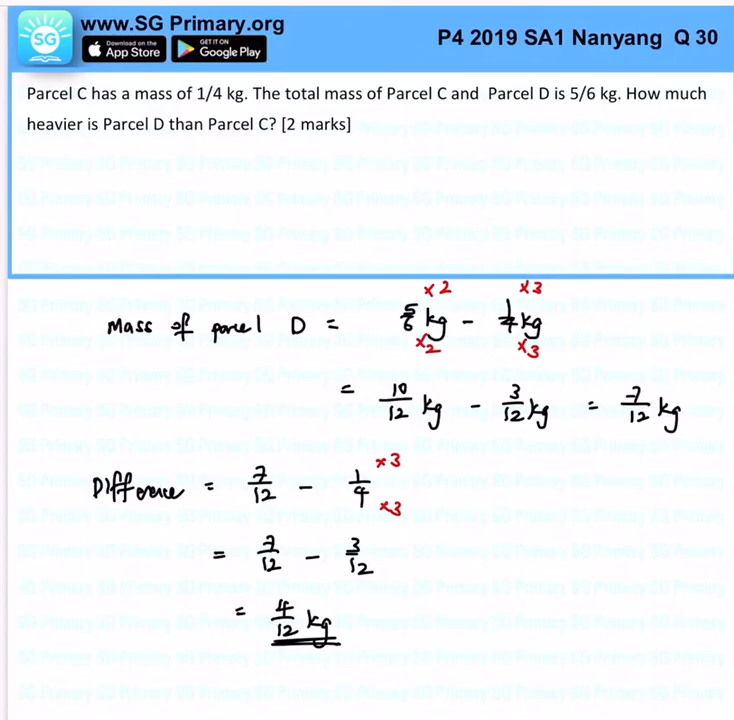 www.SG Primary.org
SG
Download on the App Store
GET IT ON Google Play
P4 2019 SA1 Nanyang Q 30
Parcel C has a mass of 1/4 kg. The total mass of Parcel C and Parcel D is 5/6 kg. How much
heavier is Parcel D than Parcel C? [2 marks]
×2 ×3
Mass of parcel D = 5/6 kg - 1/4 kg
×2 ×3
= 10/12 kg - 3/12 kg = 7/12 kg
×3
Difference = 7/12 - 1/4
×3
= 7/12 - 3/12
= 4/12 kg